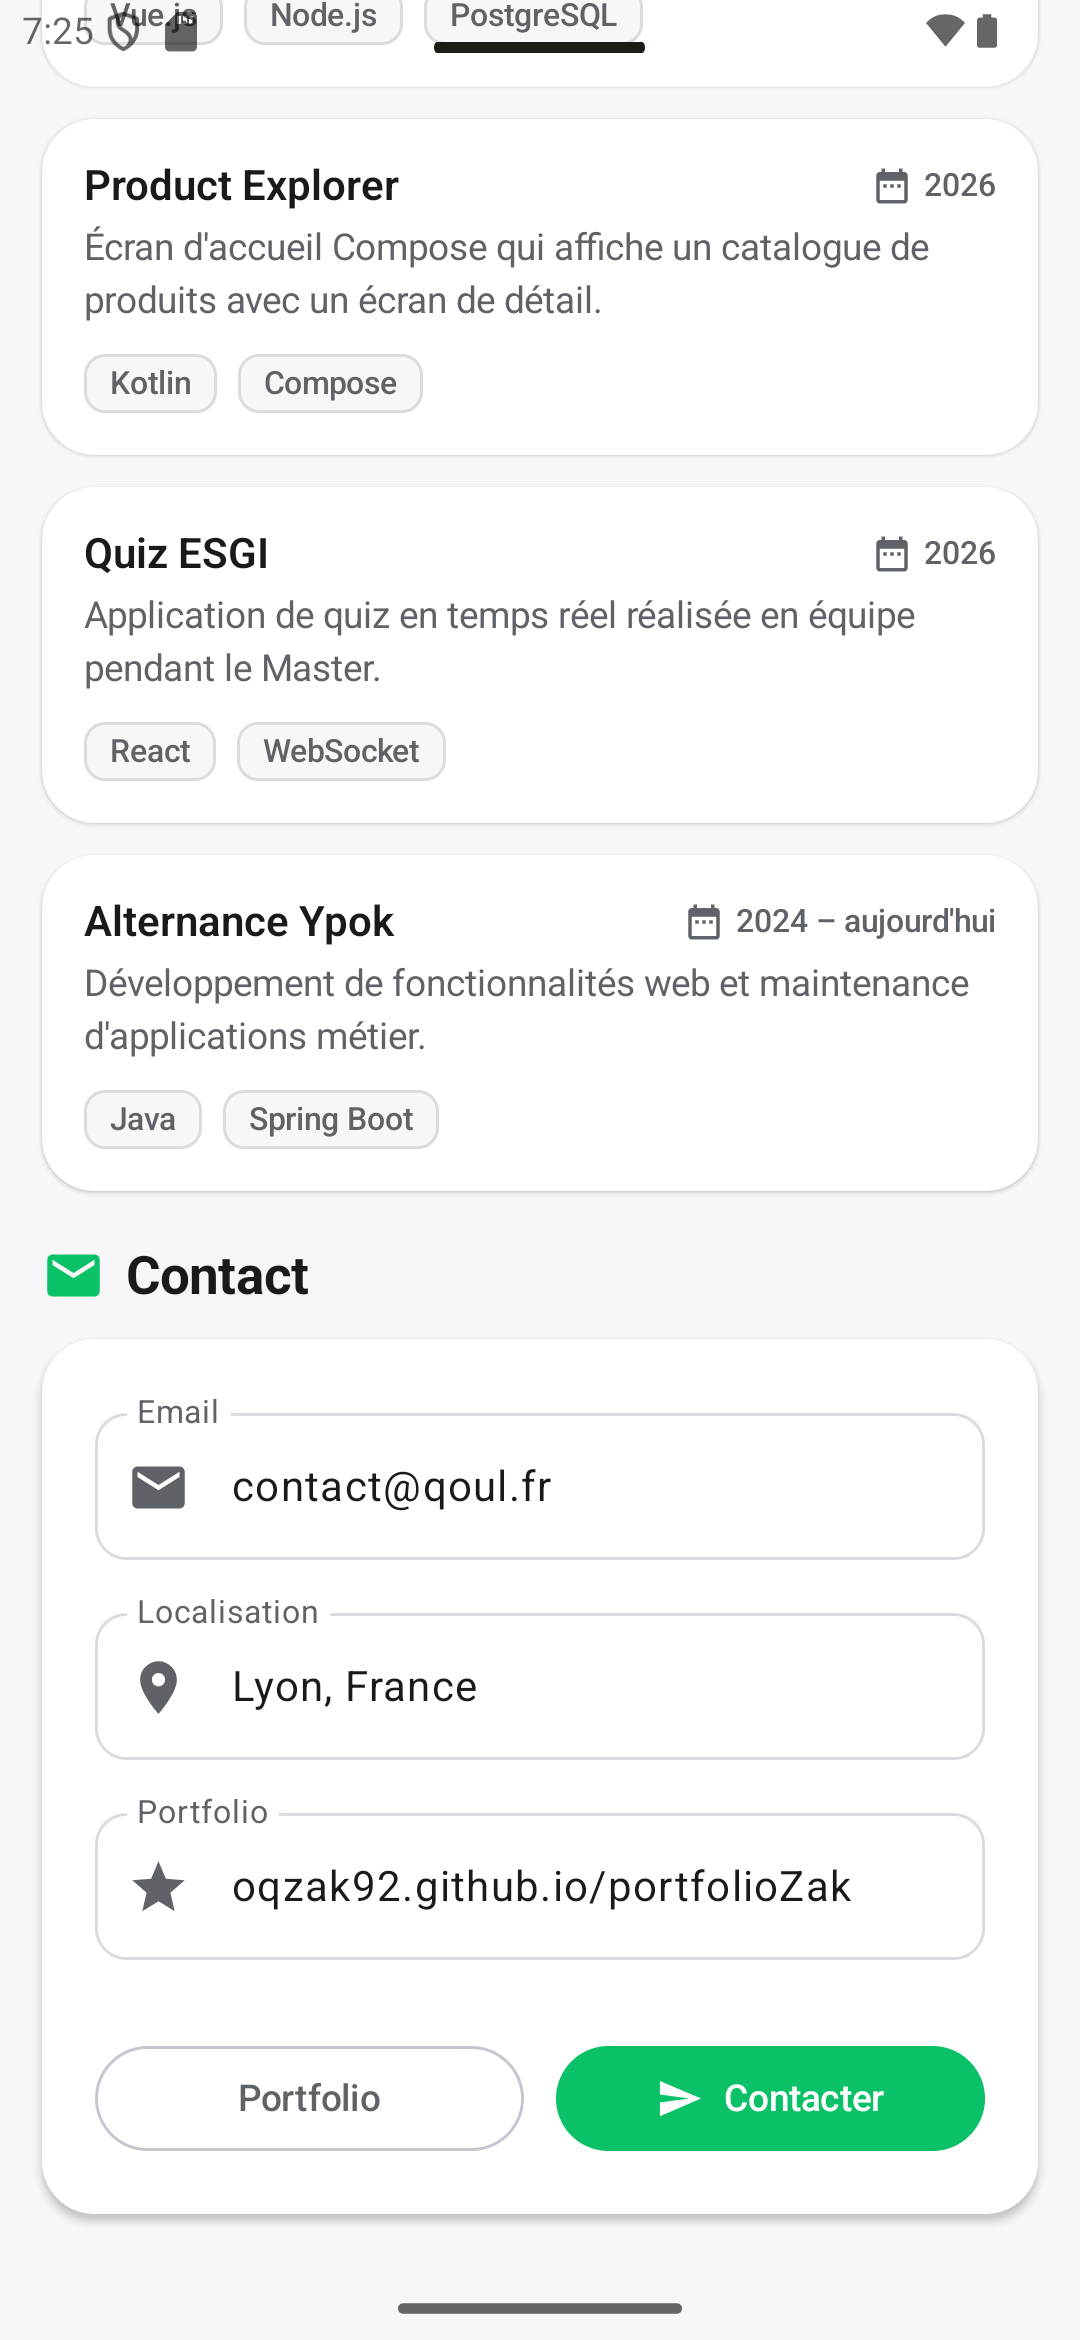 7:25
Vue.js Node.js PostgreSQL
Product Explorer 2026
Écran d'accueil Compose qui affiche un catalogue de
produits avec un écran de détail.
Kotlin Compose
Quiz ESGI 2026
Application de quiz en temps réel réalisée en équipe
pendant le Master.
React WebSocket
Alternance Ypok 2024 – aujourd'hui
Développement de fonctionnalités web et maintenance
d'applications métier.
Java Spring Boot
Contact
Email
contact@qoul.fr
Localisation
Lyon, France
Portfolio
oqzak92.github.io/portfolioZak
Portfolio Contacter